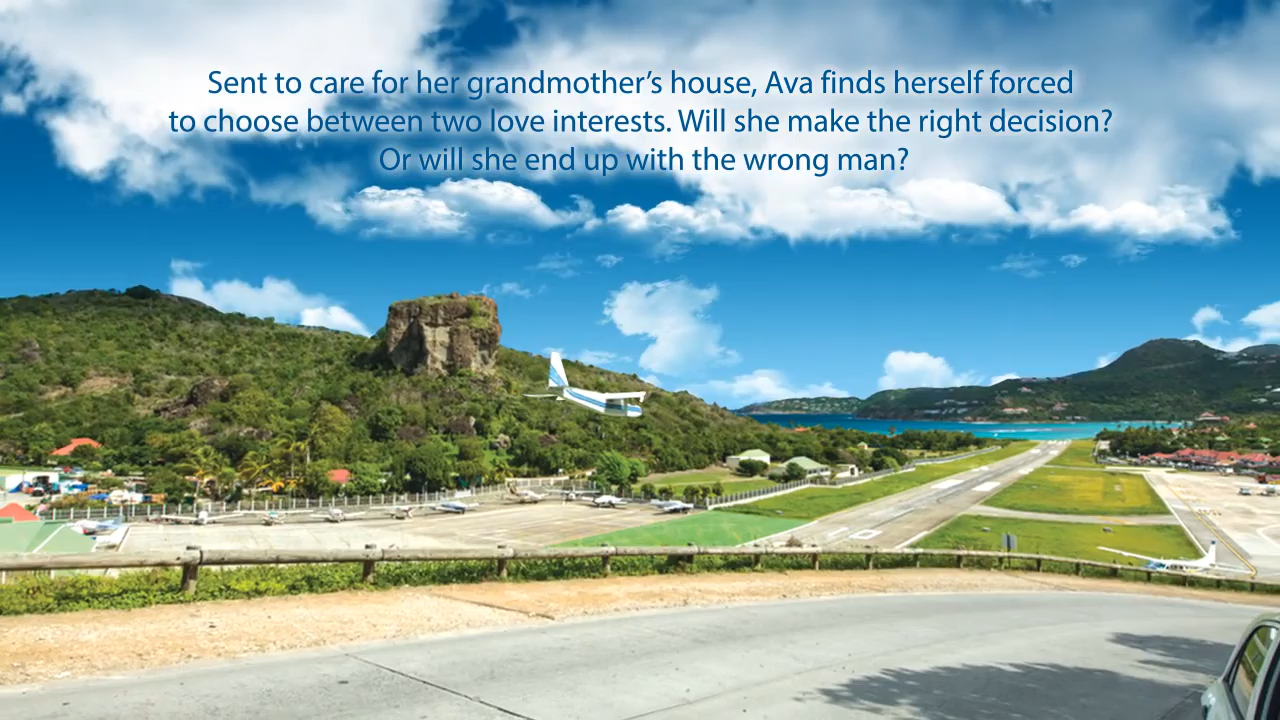 Sent to care for her grandmother’s house, Ava finds herself forced
to choose between two love interests. Will she make the right decision?
Or will she end up with the wrong man?